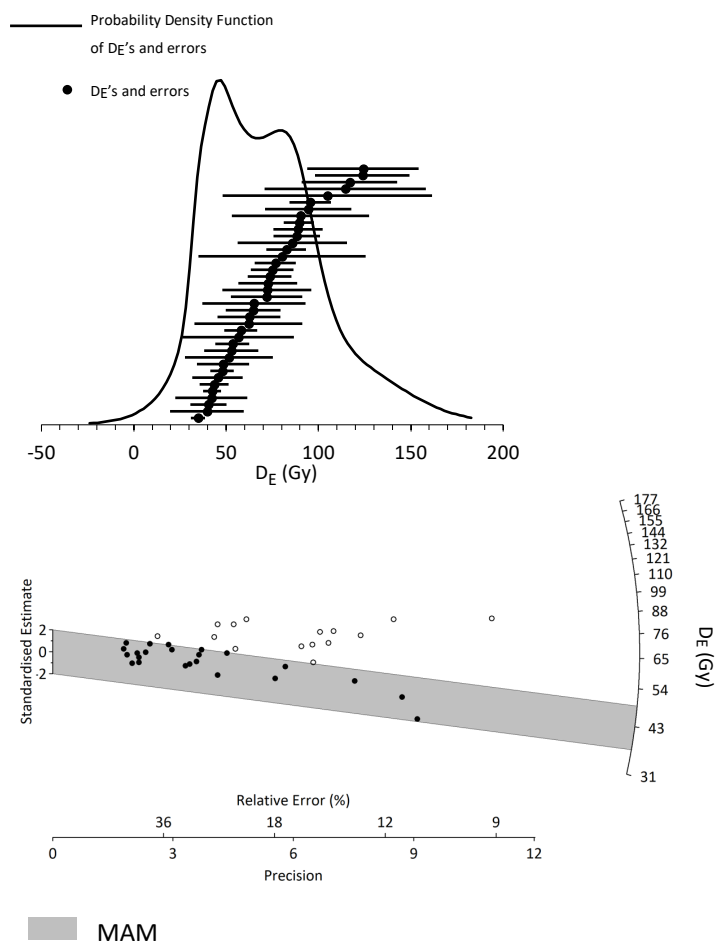 Probability Density Function
of DE's and errors
DE's and errors
-50 0 50 100 150 200
DE (Gy)
177
166
155
144
132
121
110
99
88
76
65
54
43
31
DE (Gy)
Standardised Estimate
2
0
-2
Relative Error (%)
36 18 12 9
0 3 6 9 12
Precision
MAM